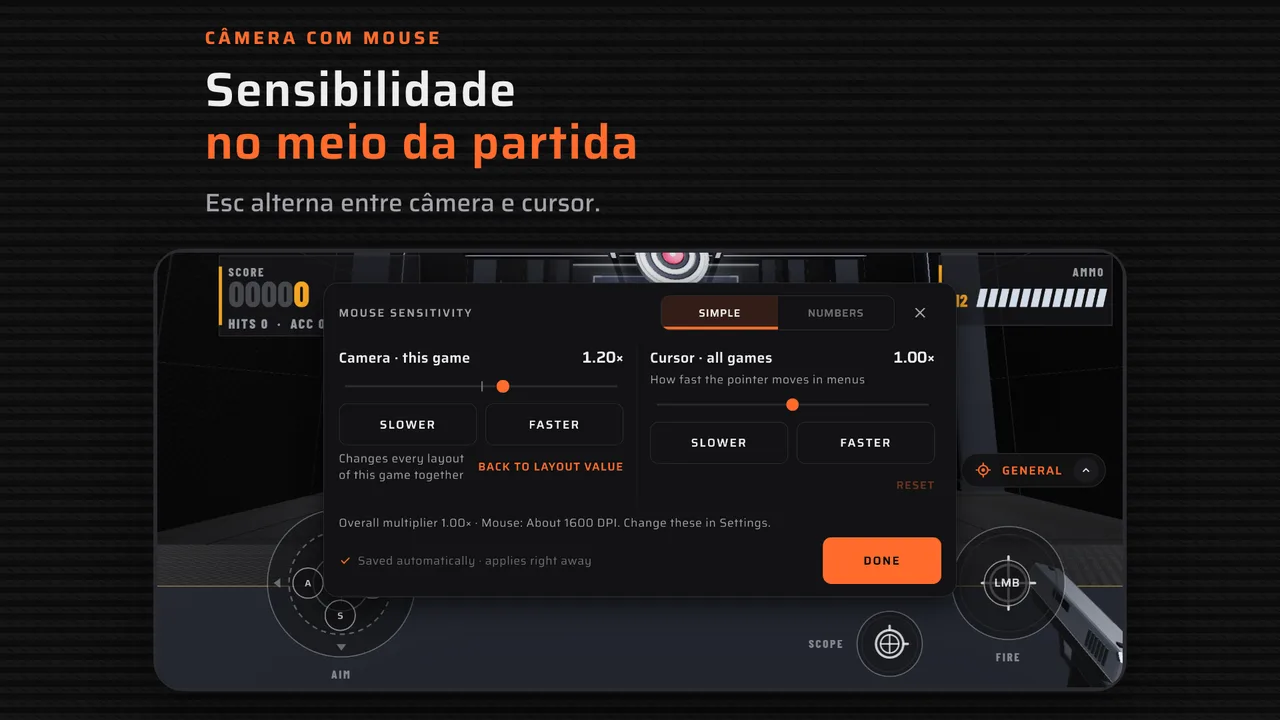 CÂMERA COM MOUSE
Sensibilidade
no meio da partida
Esc alterna entre câmera e cursor.
SCORE
00000
HITS 0 · ACC 0
AMMO
12
MOUSE SENSITIVITY
SIMPLE
NUMBERS
Camera · this game
1.20×
SLOWER
FASTER
Changes every layout
of this game together
BACK TO LAYOUT VALUE
Cursor · all games
1.00×
How fast the pointer moves in menus
SLOWER
FASTER
RESET
Overall multiplier 1.00× · Mouse: About 1600 DPI. Change these in Settings.
Saved automatically · applies right away
DONE
GENERAL
A
S
AIM
SCOPE
LMB
FIRE